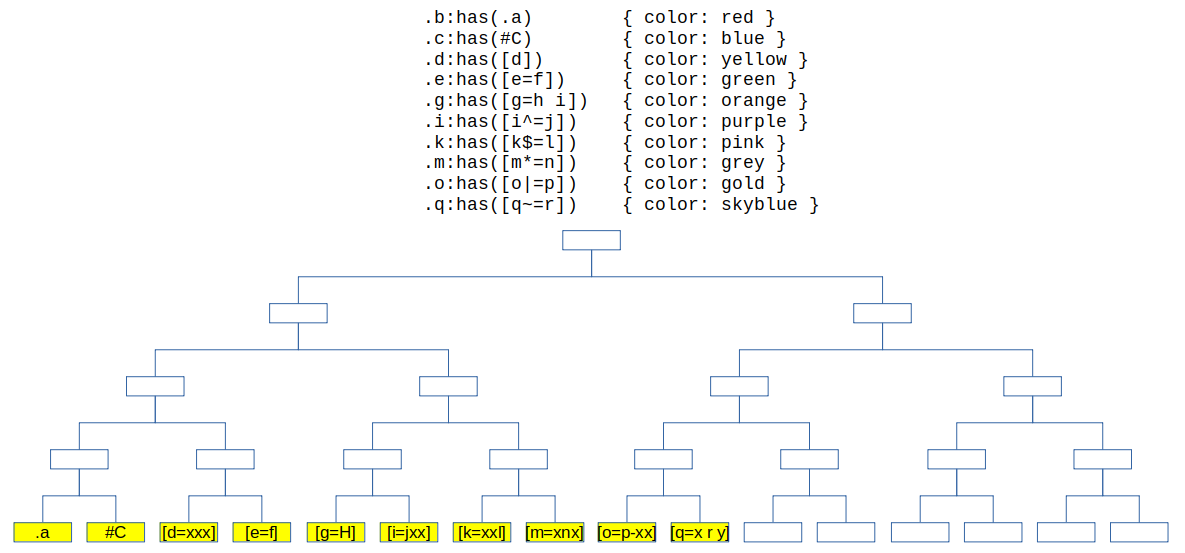 .b:has(.a) { color: red }
.c:has(#C) { color: blue }
.d:has([d]) { color: yellow }
.e:has([e=f]) { color: green }
.g:has([g=h i]) { color: orange }
.i:has([i^=j]) { color: purple }
.k:has([k$=l]) { color: pink }
.m:has([m*=n]) { color: grey }
.o:has([o|=p]) { color: gold }
.q:has([q~=r]) { color: skyblue }
.a #C [d=xxx] [e=f] [g=H] [i=jxx] [k=xxl] [m=xnx] [o=p-xx] [q=x r y]